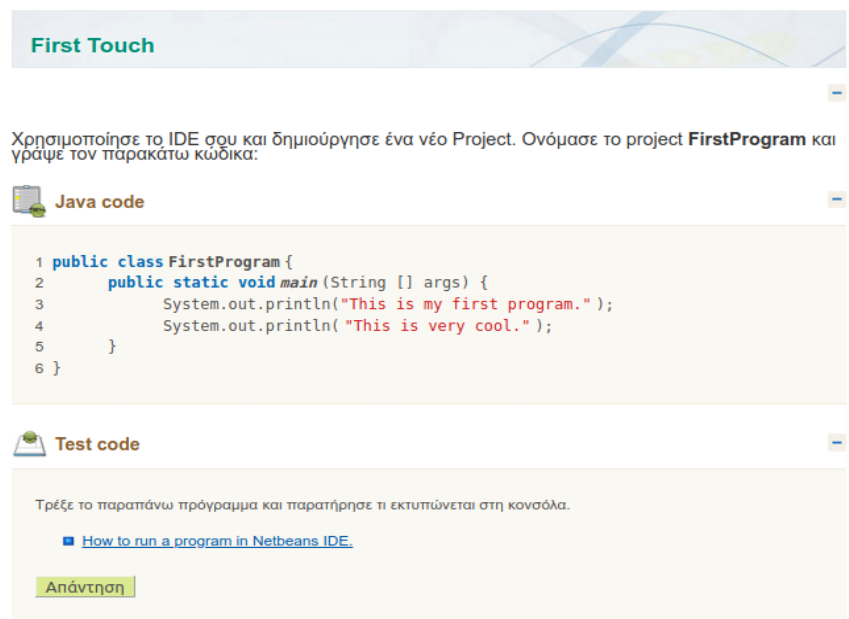 First Touch
Χρησιμοποίησε το IDE σου και δημιούργησε ένα νέο Project. Ονόμασε το project FirstProgram και
γράψε τον παρακάτω κώδικα:
Java code
1 public class FirstProgram {
2 public static void main (String [] args) {
3 System.out.println("This is my first program." );
4 System.out.println( "This is very cool." );
5 }
6 }
Test code
Τρέξε το παραπάνω πρόγραμμα και παρατήρησε τι εκτυπώνεται στη κονσόλα.
How to run a program in Netbeans IDE.
Απάντηση